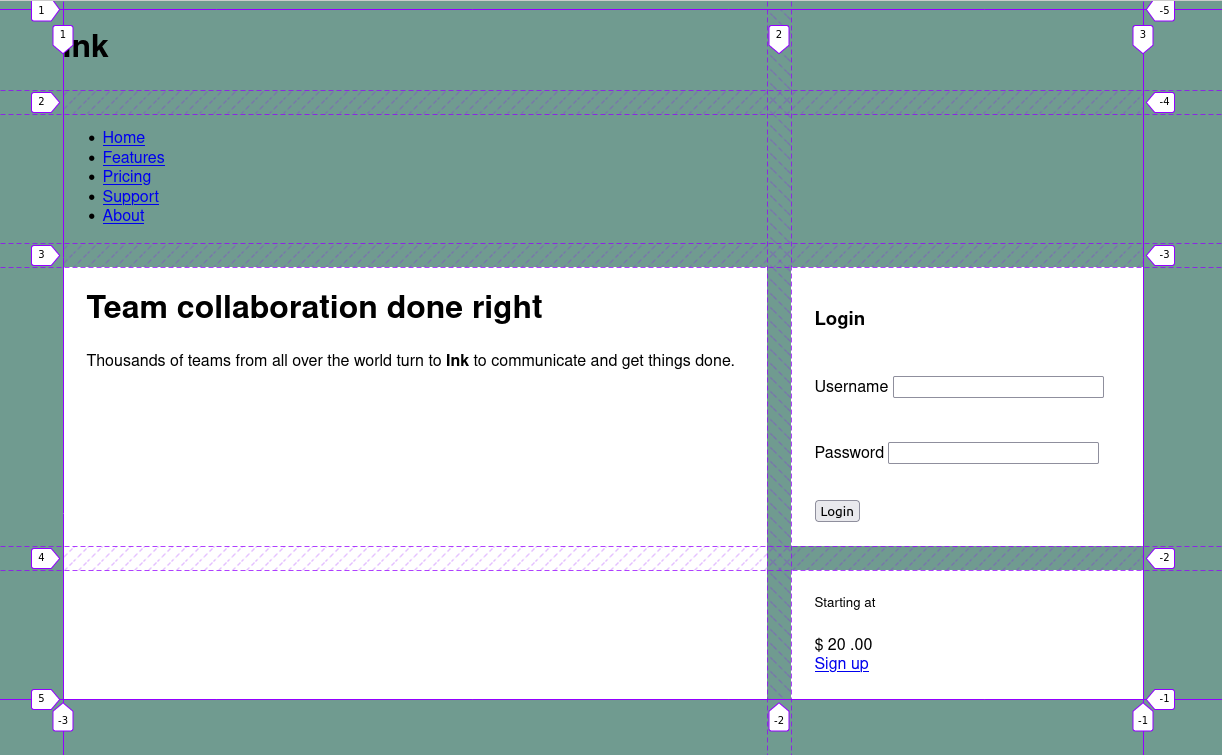 1 -5
1 2 3
Ink
2 -4
Home
Features
Pricing
Support
About
3 -3
Team collaboration done right
Thousands of teams from all over the world turn to Ink to communicate and get things done.
Login
Username
Password
Login
4 -2
Starting at
$ 20 .00
Sign up
5 -1
-3 -2 -1